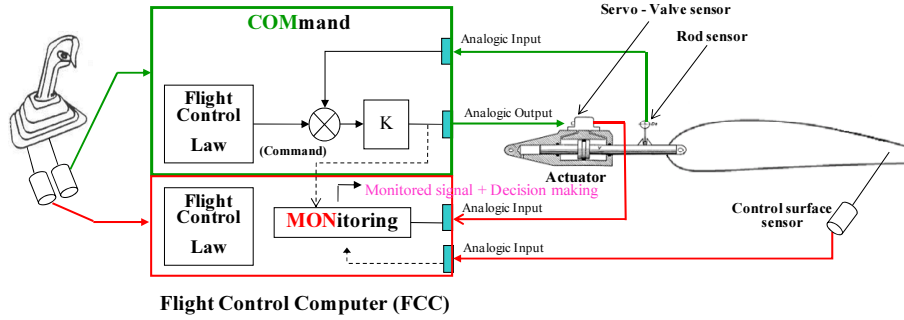 Servo - Valve sensor
COMmand
Analogic Input
Rod sensor
Flight
Control
Law
K
Analogic Output
(Command)
Actuator
Monitored signal + Decision making
Flight
Control
Law
MONitoring
Analogic Input
Control surface
sensor
Analogic Input
Flight Control Computer (FCC)